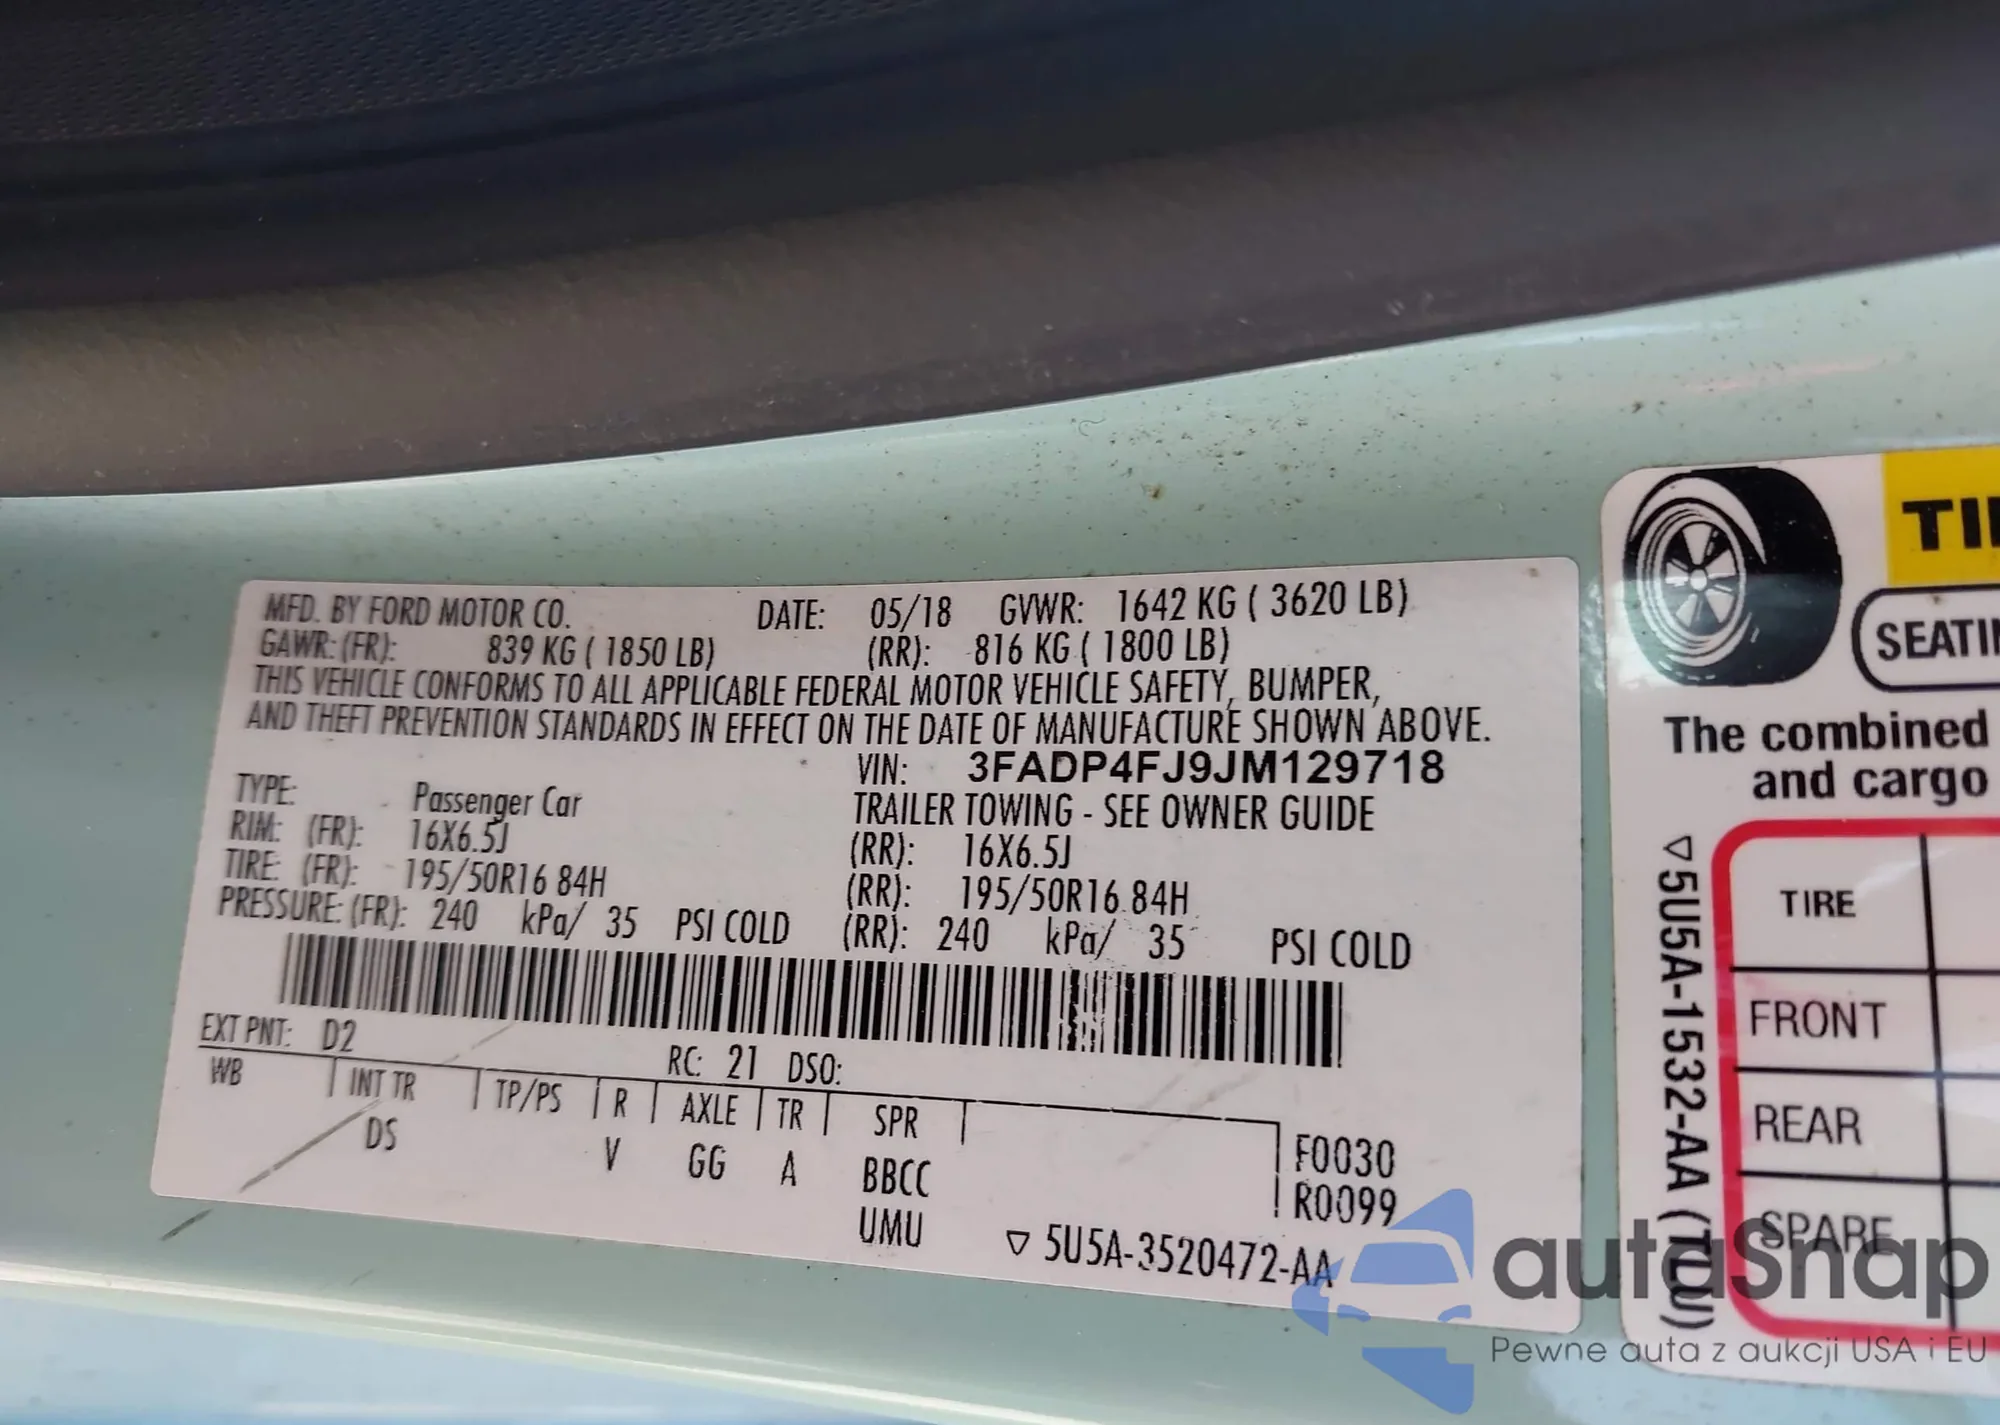 MFD. BY FORD MOTOR CO. DATE: 05/18 GVWR: 1642 KG ( 3620 LB)
GAWR: (FR): 839 KG ( 1850 LB) (RR): 816 KG ( 1800 LB)
THIS VEHICLE CONFORMS TO ALL APPLICABLE FEDERAL MOTOR VEHICLE SAFETY, BUMPER,
AND THEFT PREVENTION STANDARDS IN EFFECT ON THE DATE OF MANUFACTURE SHOWN ABOVE.
VIN: 3FADP4FJ9JM129718
TYPE: Passenger Car TRAILER TOWING - SEE OWNER GUIDE
RIM: (FR): 16X6.5J (RR): 16X6.5J
TIRE: (FR): 195/50R16 84H (RR): 195/50R16 84H
PRESSURE: (FR): 240 kPa/ 35 PSI COLD (RR): 240 kPa/ 35 PSI COLD
EXT PNT: D2 RC: 21 DSO:
WB INT TR TP/PS R AXLE TR SPR
DS V GG A BBCC
UMU
F0030
R0099
▽ 5U5A-3520472-AA
TI
SEATIN
The combined
and cargo
TIRE
FRONT
REAR
SPARE
▽5U5A-1532-AA (TLU)
autaSnap
Pewne auta z aukcji USA i EU